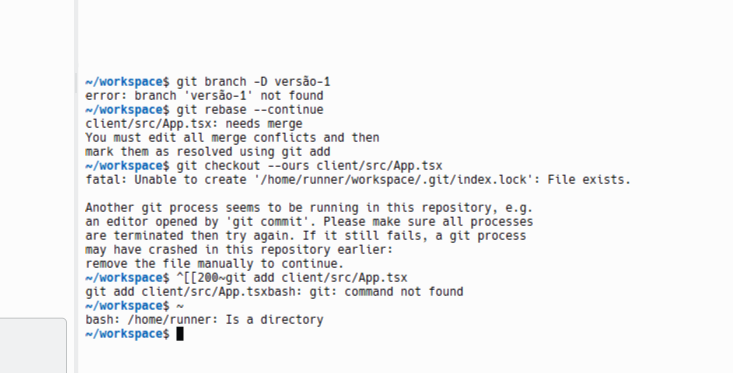 ~/workspace$ git branch -D versão-1
error: branch 'versão-1' not found
~/workspace$ git rebase --continue
client/src/App.tsx: needs merge
You must edit all merge conflicts and then
mark them as resolved using git add
~/workspace$ git checkout --ours client/src/App.tsx
fatal: Unable to create '/home/runner/workspace/.git/index.lock': File exists.

Another git process seems to be running in this repository, e.g.
an editor opened by 'git commit'. Please make sure all processes
are terminated then try again. If it still fails, a git process
may have crashed in this repository earlier:
remove the file manually to continue.
~/workspace$ ^[[200~git add client/src/App.tsx
git add client/src/App.tsxbash: git: command not found
~/workspace$ ~
bash: /home/runner: Is a directory
~/workspace$